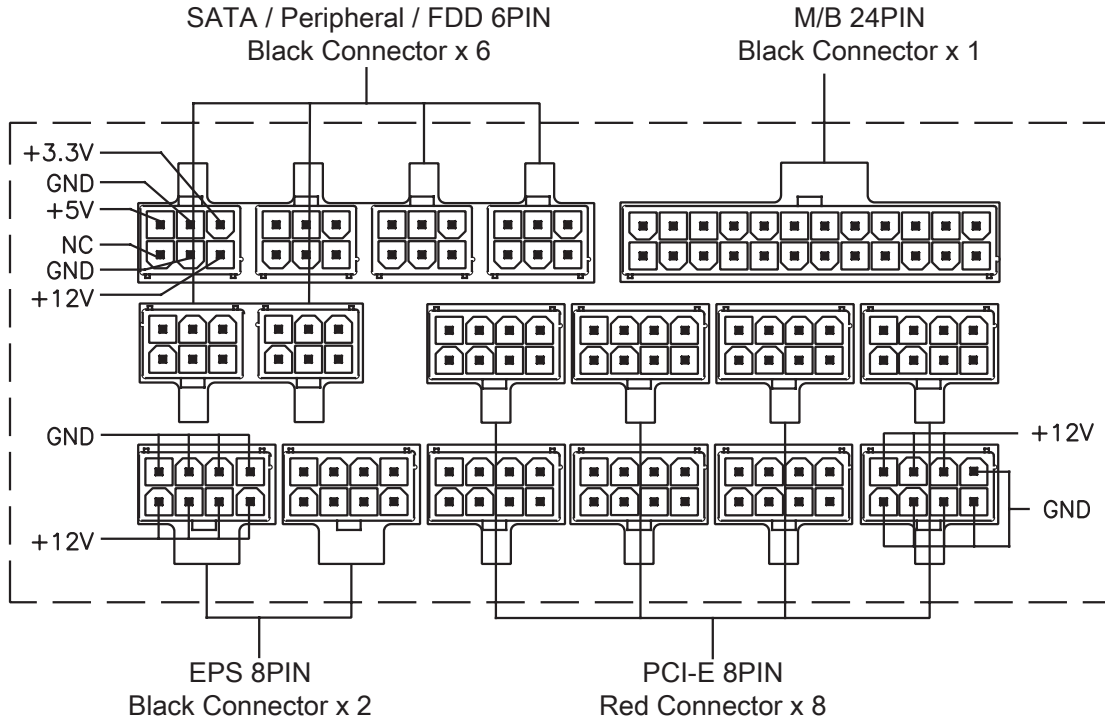 SATA / Peripheral / FDD 6PIN
Black Connector x 6
M/B 24PIN
Black Connector x 1
+3.3V
GND
+5V
NC
GND
+12V
GND
+12V
+12V
GND
EPS 8PIN
Black Connector x 2
PCI-E 8PIN
Red Connector x 8